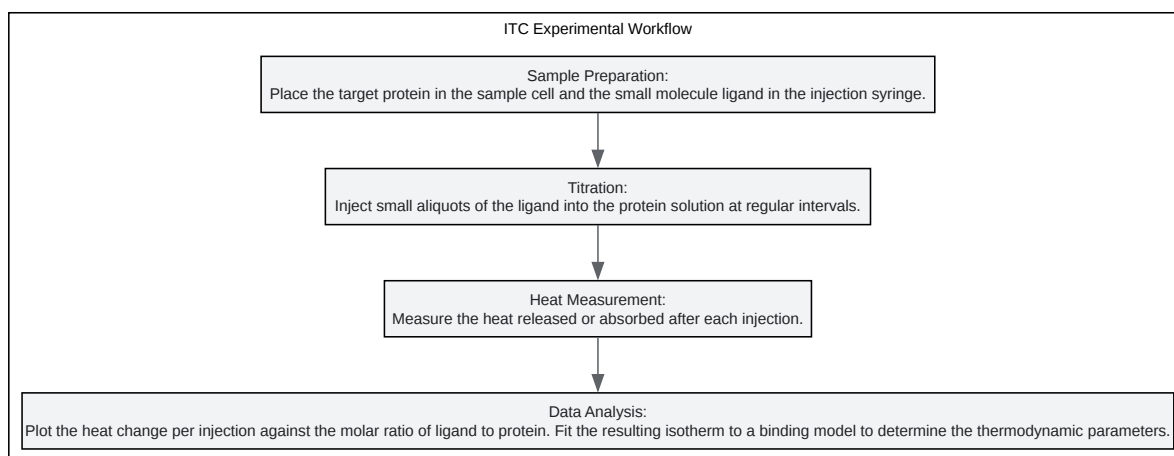 ITC Experimental Workflow
Sample Preparation:
Place the target protein in the sample cell and the small molecule ligand in the injection syringe.
Titration:
Inject small aliquots of the ligand into the protein solution at regular intervals.
Heat Measurement:
Measure the heat released or absorbed after each injection.
Data Analysis:
Plot the heat change per injection against the molar ratio of ligand to protein. Fit the resulting isotherm to a binding model to determine the thermodynamic parameters.